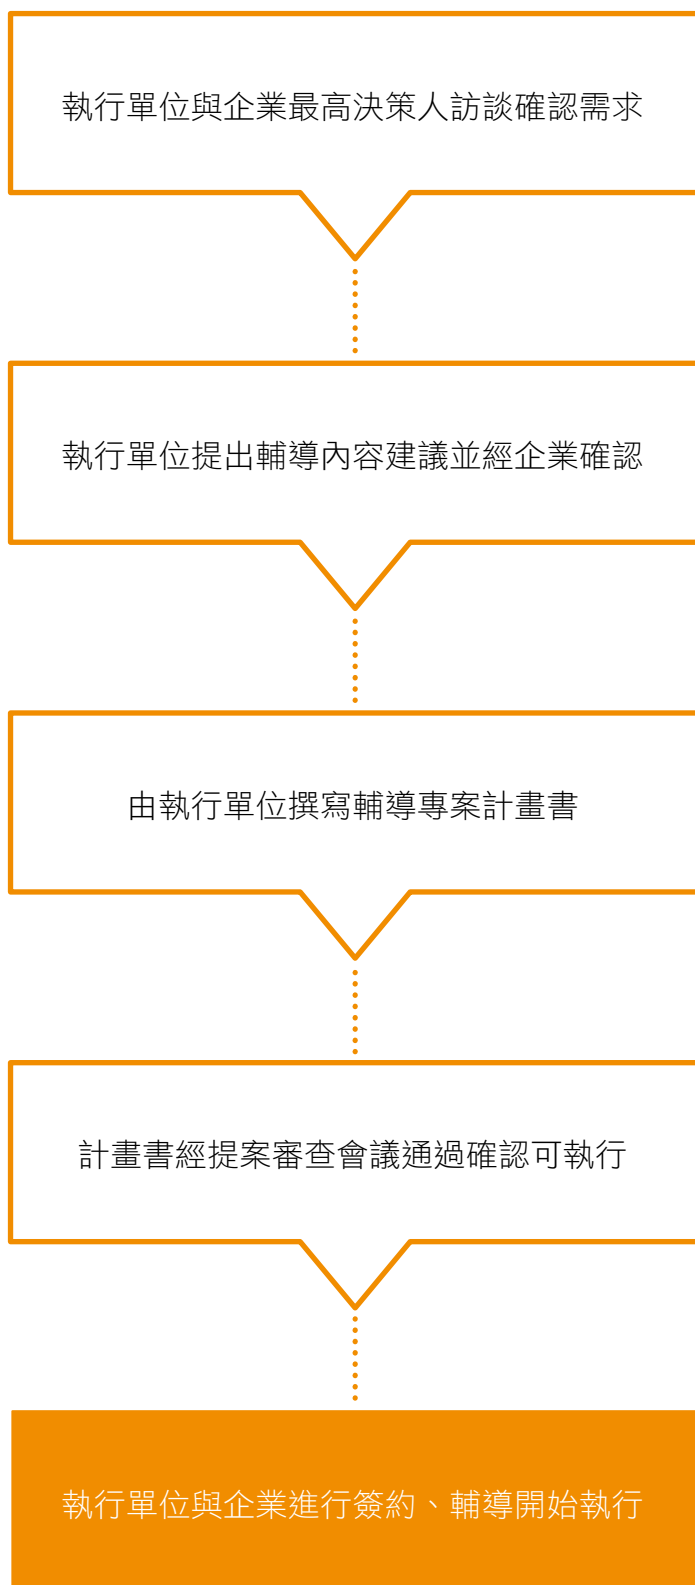 執行單位與企業最高決策人訪談確認需求
執行單位提出輔導內容建議並經企業確認
由執行單位撰寫輔導專案計畫書
計畫書經提案審查會議通過確認可執行
執行單位與企業進行簽約、輔導開始執行